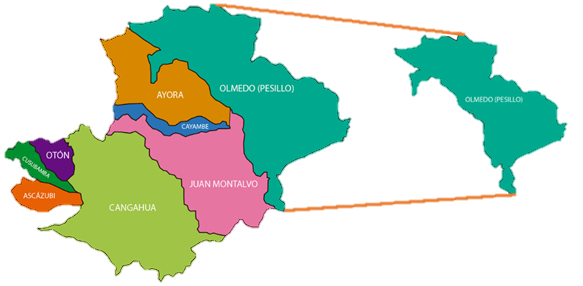 OLMEDO (PESILLO)
AYORA
OLMEDO (PESILLO)
CAYAMBE
OTÓN
CUSUBAMBA
JUAN MONTALVO
ASCÁZUBI
CANGAHUA